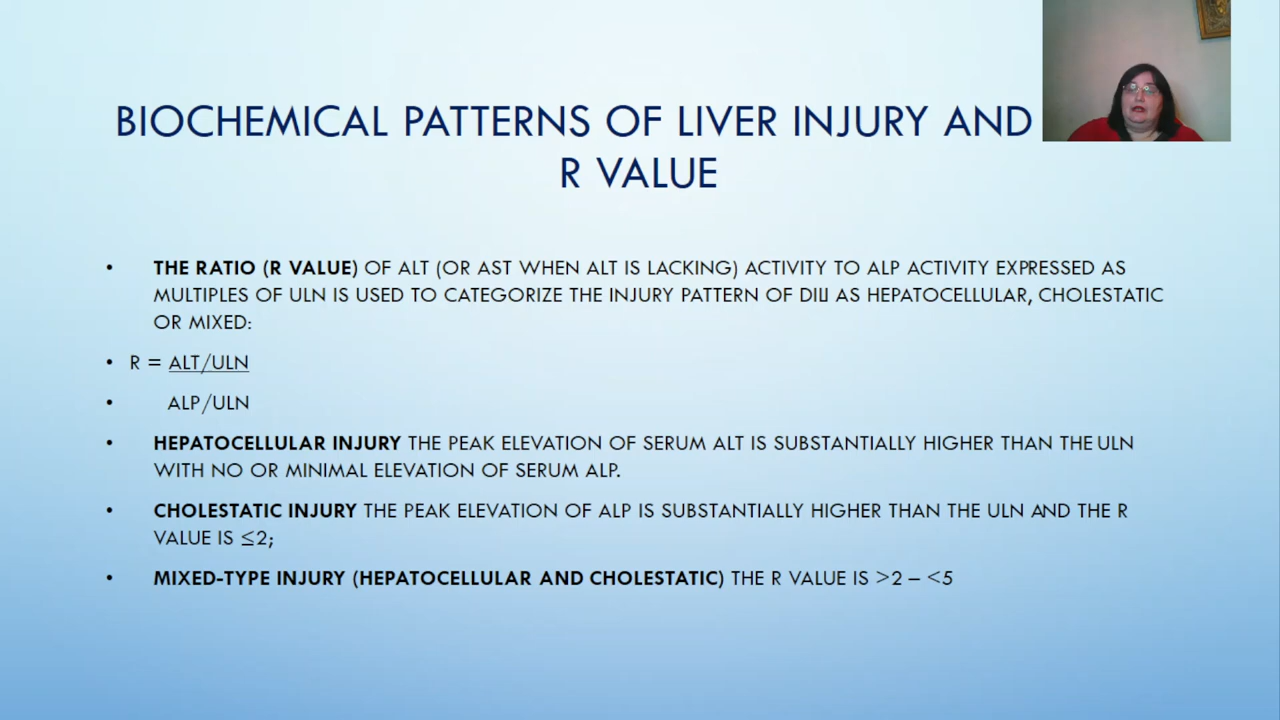 BIOCHEMICAL PATTERNS OF LIVER INJURY AND
R VALUE
• THE RATIO (R VALUE) OF ALT (OR AST WHEN ALT IS LACKING) ACTIVITY TO ALP ACTIVITY EXPRESSED AS
MULTIPLES OF ULN IS USED TO CATEGORIZE THE INJURY PATTERN OF DILI AS HEPATOCELLULAR, CHOLESTATIC
OR MIXED:
• R = ALT/ULN
• ALP/ULN
• HEPATOCELLULAR INJURY THE PEAK ELEVATION OF SERUM ALT IS SUBSTANTIALLY HIGHER THAN THE ULN
WITH NO OR MINIMAL ELEVATION OF SERUM ALP.
• CHOLESTATIC INJURY THE PEAK ELEVATION OF ALP IS SUBSTANTIALLY HIGHER THAN THE ULN AND THE R
VALUE IS ≤2;
• MIXED-TYPE INJURY (HEPATOCELLULAR AND CHOLESTATIC) THE R VALUE IS >2 – <5